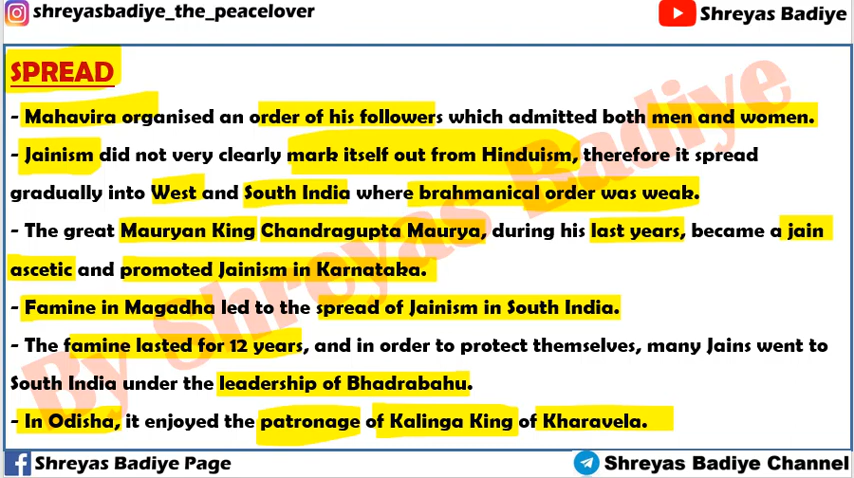 shreyasbadiye_the_peacelover
Shreyas Badiye
SPREAD
- Mahavira organised an order of his followers which admitted both men and women.
- Jainism did not very clearly mark itself out from Hinduism, therefore it spread
gradually into West and South India where brahmanical order was weak.
- The great Mauryan King Chandragupta Maurya, during his last years, became a jain
ascetic and promoted Jainism in Karnataka.
- Famine in Magadha led to the spread of Jainism in South India.
- The famine lasted for 12 years, and in order to protect themselves, many Jains went to
South India under the leadership of Bhadrabahu.
- In Odisha, it enjoyed the patronage of Kalinga King of Kharavela.
By Shreyas Badiye
Shreyas Badiye Page
Shreyas Badiye Channel